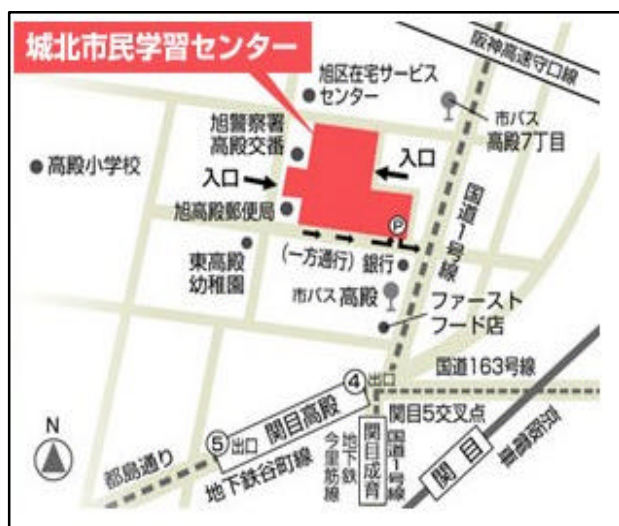 城北市民学習センター
阪神高速守口線
旭区在宅サービス
センター
市バス
高殿7丁目
旭警察署
高殿交番
入口
高殿小学校
入口
旭高殿郵便局
P
国道1号線
(一方通行)
銀行
東高殿
幼稚園
市バス 高殿
ファースト
フード店
国道163号線
④出口
関目高殿
関目5交叉点
N
⑤出口
都島通り
地下鉄谷町線
地下鉄
今里筋線
関目成育
国道1号線
関目
京阪電車